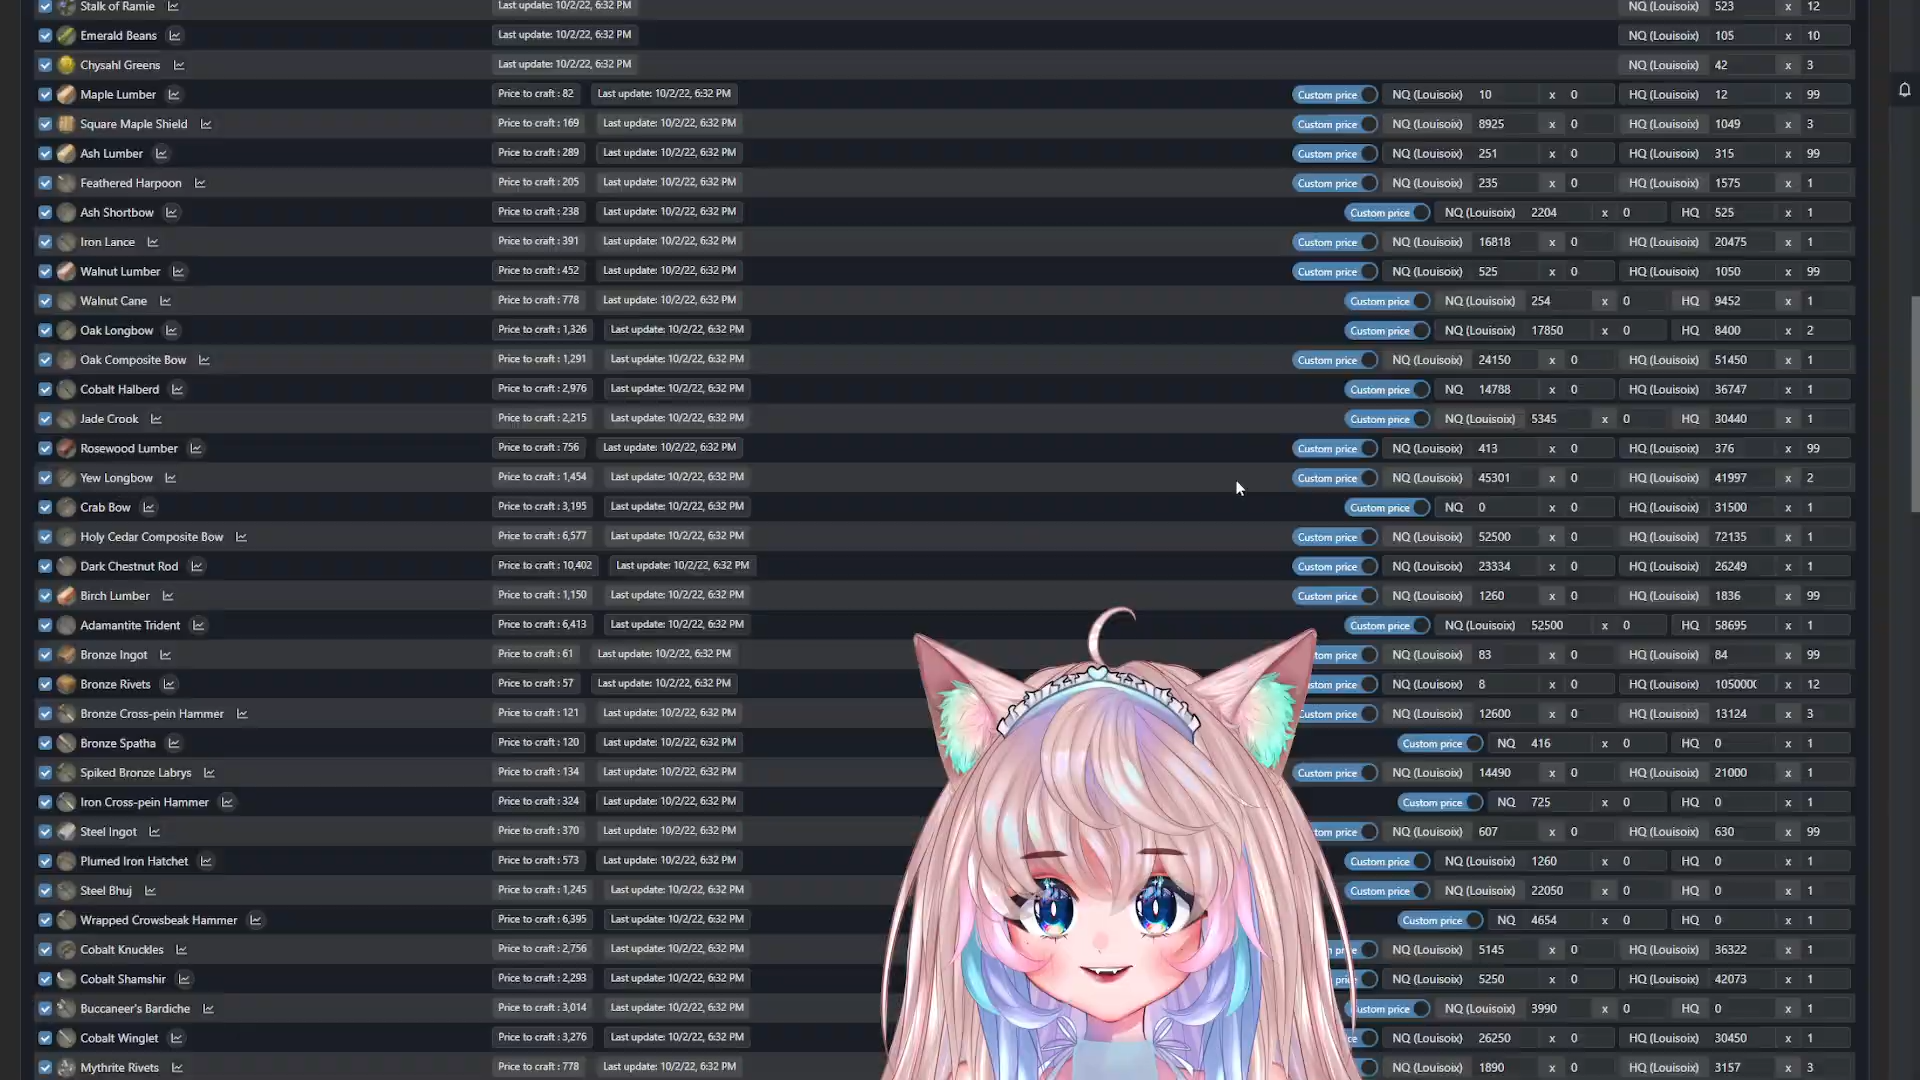 Stalk of Ramie Last update: 10/2/22, 6:32 PM NQ (Louisoix) 523 x 12
Emerald Beans Last update: 10/2/22, 6:32 PM NQ (Louisoix) 105 x 10
Chysahl Greens Last update: 10/2/22, 6:32 PM NQ (Louisoix) 42 x 3
Maple Lumber Price to craft : 82 Last update: 10/2/22, 6:32 PM Custom price NQ (Louisoix) 10 x 0 HQ (Louisoix) 12 x 99
Square Maple Shield Price to craft : 169 Last update: 10/2/22, 6:32 PM Custom price NQ (Louisoix) 8925 x 0 HQ (Louisoix) 1049 x 3
Ash Lumber Price to craft : 289 Last update: 10/2/22, 6:32 PM Custom price NQ (Louisoix) 251 x 0 HQ (Louisoix) 315 x 99
Feathered Harpoon Price to craft : 205 Last update: 10/2/22, 6:32 PM Custom price NQ (Louisoix) 235 x 0 HQ (Louisoix) 1575 x 1
Ash Shortbow Price to craft : 238 Last update: 10/2/22, 6:32 PM Custom price NQ (Louisoix) 2204 x 0 HQ 525 x 1
Iron Lance Price to craft : 391 Last update: 10/2/22, 6:32 PM Custom price NQ (Louisoix) 16818 x 0 HQ (Louisoix) 20475 x 1
Walnut Lumber Price to craft : 452 Last update: 10/2/22, 6:32 PM Custom price NQ (Louisoix) 525 x 0 HQ (Louisoix) 1050 x 99
Walnut Cane Price to craft : 778 Last update: 10/2/22, 6:32 PM Custom price NQ (Louisoix) 254 x 0 HQ 9452 x 1
Oak Longbow Price to craft : 1,326 Last update: 10/2/22, 6:32 PM Custom price NQ (Louisoix) 17850 x 0 HQ 8400 x 2
Oak Composite Bow Price to craft : 1,291 Last update: 10/2/22, 6:32 PM Custom price NQ (Louisoix) 24150 x 0 HQ (Louisoix) 51450 x 1
Cobalt Halberd Price to craft : 2,976 Last update: 10/2/22, 6:32 PM Custom price NQ 14788 x 0 HQ (Louisoix) 36747 x 1
Jade Crook Price to craft : 2,215 Last update: 10/2/22, 6:32 PM Custom price NQ (Louisoix) 5345 x 0 HQ 30440 x 1
Rosewood Lumber Price to craft : 756 Last update: 10/2/22, 6:32 PM Custom price NQ (Louisoix) 413 x 0 HQ (Louisoix) 376 x 99
Yew Longbow Price to craft : 1,454 Last update: 10/2/22, 6:32 PM Custom price NQ (Louisoix) 45301 x 0 HQ (Louisoix) 41997 x 2
Crab Bow Price to craft : 3,195 Last update: 10/2/22, 6:32 PM Custom price NQ 0 x 0 HQ (Louisoix) 31500 x 1
Holy Cedar Composite Bow Price to craft : 6,577 Last update: 10/2/22, 6:32 PM Custom price NQ (Louisoix) 52500 x 0 HQ (Louisoix) 72135 x 1
Dark Chestnut Rod Price to craft : 10,402 Last update: 10/2/22, 6:32 PM Custom price NQ (Louisoix) 23334 x 0 HQ (Louisoix) 26249 x 1
Birch Lumber Price to craft : 1,150 Last update: 10/2/22, 6:32 PM Custom price NQ (Louisoix) 1260 x 0 HQ (Louisoix) 1836 x 99
Adamantite Trident Price to craft : 6,413 Last update: 10/2/22, 6:32 PM Custom price NQ (Louisoix) 52500 x 0 HQ 58695 x 1
Bronze Ingot Price to craft : 61 Last update: 10/2/22, 6:32 PM tom price NQ (Louisoix) 83 x 0 HQ (Louisoix) 84 x 99
Bronze Rivets Price to craft : 57 Last update: 10/2/22, 6:32 PM stom price NQ (Louisoix) 8 x 0 HQ (Louisoix) 105000 x 12
Bronze Cross-pein Hammer Price to craft : 121 Last update: 10/2/22, 6:32 PM ustom price NQ (Louisoix) 12600 x 0 HQ (Louisoix) 13124 x 3
Bronze Spatha Price to craft : 120 Last update: 10/2/22, 6:32 PM Custom price NQ 416 x 0 HQ 0 x 1
Spiked Bronze Labrys Price to craft : 134 Last update: 10/2/22, 6:32 PM Custom price NQ (Louisoix) 14490 x 0 HQ (Louisoix) 21000 x 1
Iron Cross-pein Hammer Price to craft : 324 Last update: 10/2/22, 6:32 PM Custom price NQ 725 x 0 HQ 0 x 1
Steel Ingot Price to craft : 370 Last update: 10/2/22, 6:32 PM tom price NQ (Louisoix) 607 x 0 HQ (Louisoix) 630 x 99
Plumed Iron Hatchet Price to craft : 573 Last update: 10/2/22, 6:32 PM Custom price NQ (Louisoix) 1260 x 0 HQ 0 x 1
Steel Bhuj Price to craft : 1,245 Last update: 10/2/22, 6:32 PM Custom price NQ (Louisoix) 22050 x 0 HQ 0 x 1
Wrapped Crowsbeak Hammer Price to craft : 6,395 Last update: 10/2/22, 6:32 PM Custom price NQ 4654 x 0 HQ 0 x 1
Cobalt Knuckles Price to craft : 2,756 Last update: 10/2/22, 6:32 PM price NQ (Louisoix) 5145 x 0 HQ (Louisoix) 36322 x 1
Cobalt Shamshir Price to craft : 2,293 Last update: 10/2/22, 6:32 PM price NQ (Louisoix) 5250 x 0 HQ (Louisoix) 42073 x 1
Buccaneer's Bardiche Price to craft : 3,014 Last update: 10/2/22, 6:32 PM ustom price NQ (Louisoix) 3990 x 0 HQ 0 x 1
Cobalt Winglet Price to craft : 3,276 Last update: 10/2/22, 6:32 PM NQ (Louisoix) 26250 x 0 HQ (Louisoix) 30450 x 1
Mythrite Rivets Price to craft : 778 Last update: 10/2/22, 6:32 PM NQ (Louisoix) 1890 x 0 HQ (Louisoix) 3157 x 3